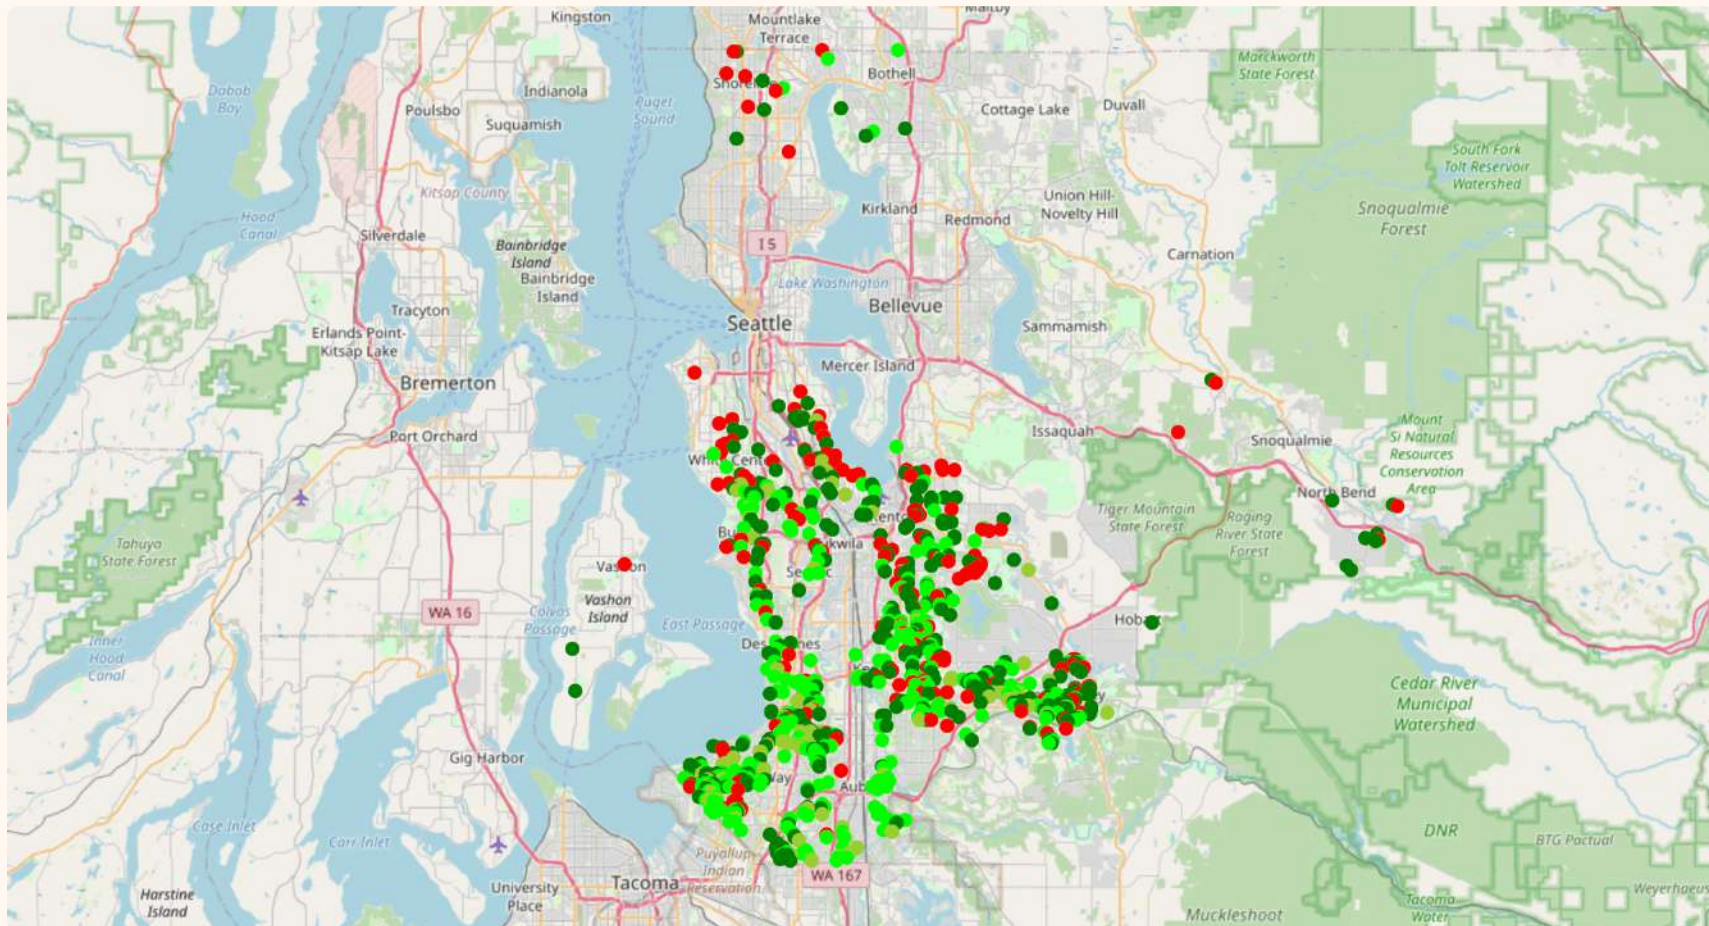 Kingston
Mountlake
Terrace
Maltby
Marckworth
State Forest
Dabob
Bay
Indianola
Puget
Sound
Bothell
Poulsbo
Cottage Lake
Duvall
Suquamish
South Fork
Tolt Reservoir
Watershed
Kitsap County
Hood
Canal
Kirkland
Redmond
Union Hill-
Novelty Hill
Snoqualmie
Forest
Silverdale
Bainbridge
Island
I 5
Carnation
Bainbridge
Island
Lake Washington
Tracyton
Bellevue
Erlands Point-
Kitsap Lake
Seattle
Sammamish
Mercer Island
Bremerton
Port Orchard
Issaquah
Snoqualmie
Mount
Si Natural
Resources
Conservation
Area
North Bend
Tiger Mountain
State Forest
Raging
River State
Forest
Tahuya
State Forest
Vashon
Island
WA 16
Colvos
Passage
East Passage
Inner
Hood
Canal
Cedar River
Municipal
Watershed
Gig Harbor
Case Inlet
Carr Inlet
DNR
BTG Pactual
Puyallup
Indian
Reservation
WA 167
University
Place
Tacoma
Harstine
Island
Muckleshoot
Tacoma
Water
Weyerhaeus